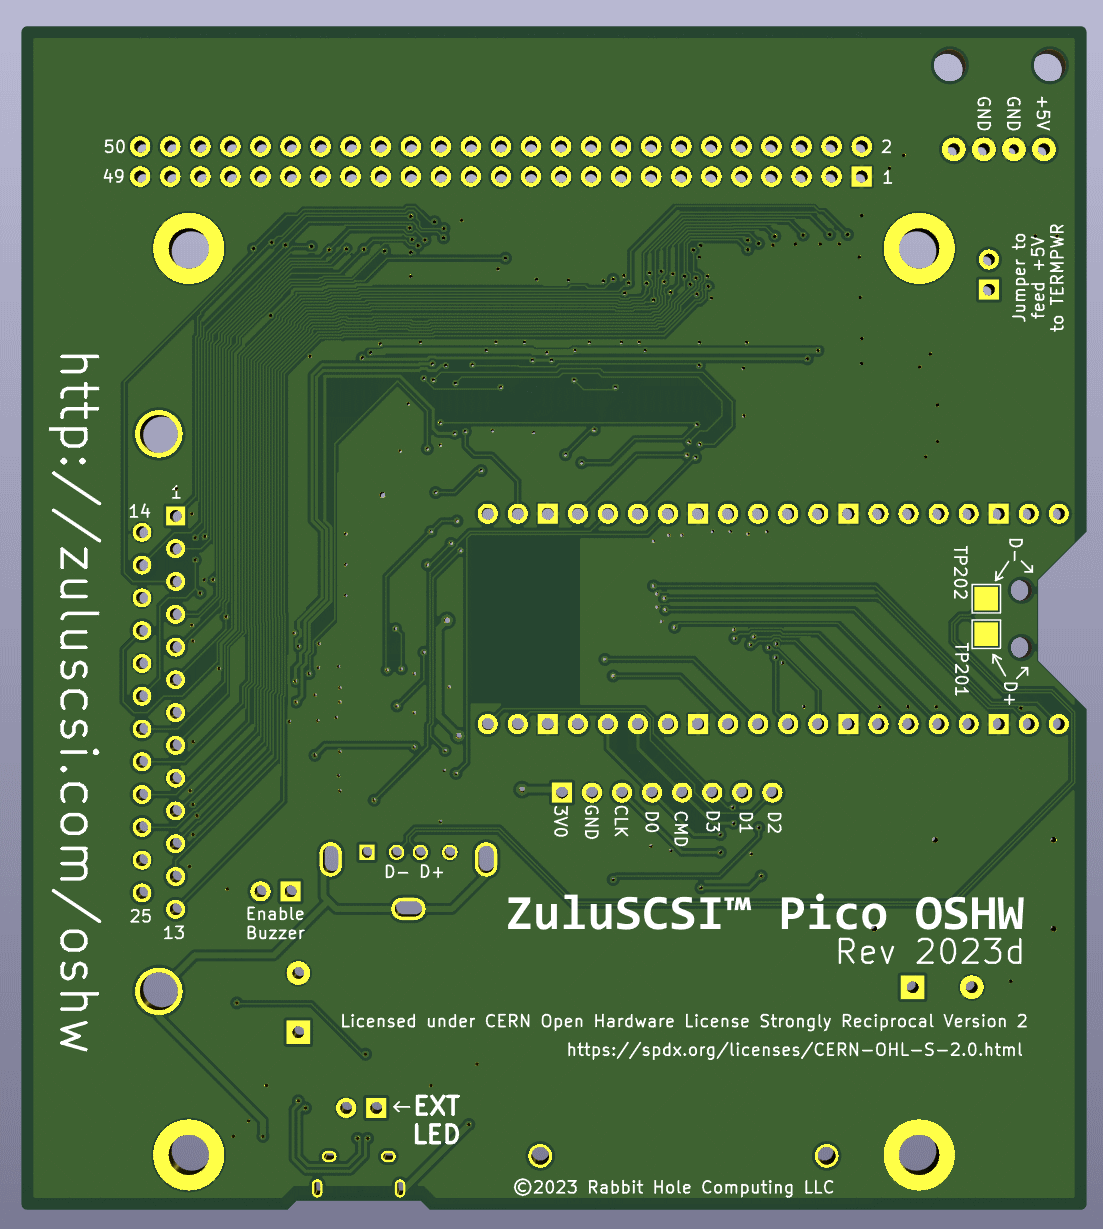 +5V
GND
GND
50
2
49
1
Jumper to
feed +5V
to TERMPWR
http://zuluscsi.com/oshw
1
14
D-
TP202
TP201
D+
3V0
GND
CLK
D0
CMD
D3
D1
D2
D- D+
25
13
Enable
Buzzer
ZuluSCSI™ Pico OSHW
Rev 2023d
Licensed under CERN Open Hardware License Strongly Reciprocal Version 2
https://spdx.org/licenses/CERN-OHL-S-2.0.html
←EXT
LED
©2023 Rabbit Hole Computing LLC